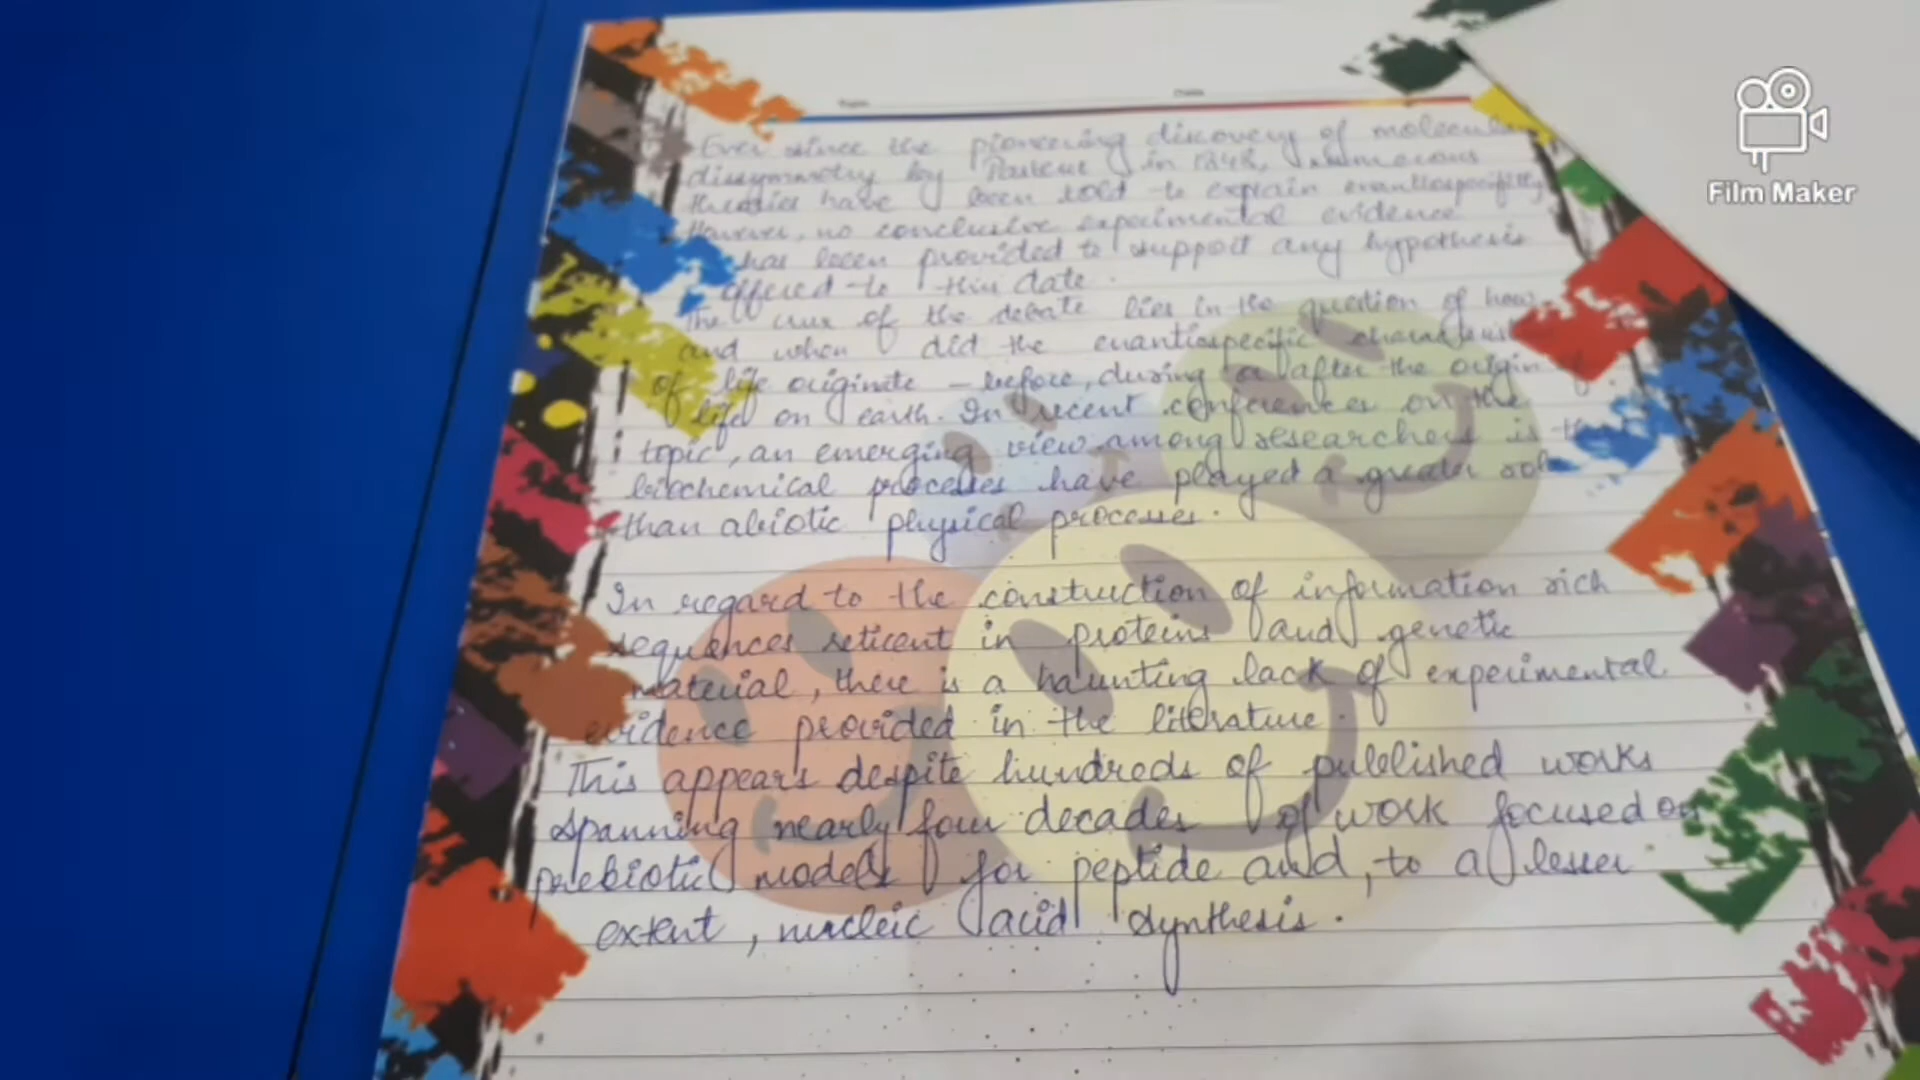 Film Maker
Ever since the pioneering discovery of molecular
dissymmetry by Pasteur in 1848, numerous
theories have been told to explain enantiospecifity
However, no conclusive experimental evidence
has been provided to support any hypothesis
offered to this date.
The crux of the debate lies in the question of how
and when did the enantiospecific
of life originate - before, during or after the origin of
life on earth. In recent conferences on the
topic, an emerging view among researchers is
biochemical processes have played a greater
than abiotic physical processes.
In regard to the construction of information rich
sequences reticent in proteins and genetic
material, there is a haunting lack of experimental
evidence provided in the literature.
This appears despite hundreds of published works
spanning nearly four decades of work focused on
prebiotic models for peptide and, to a lesser
extent, nucleic acid synthesis.